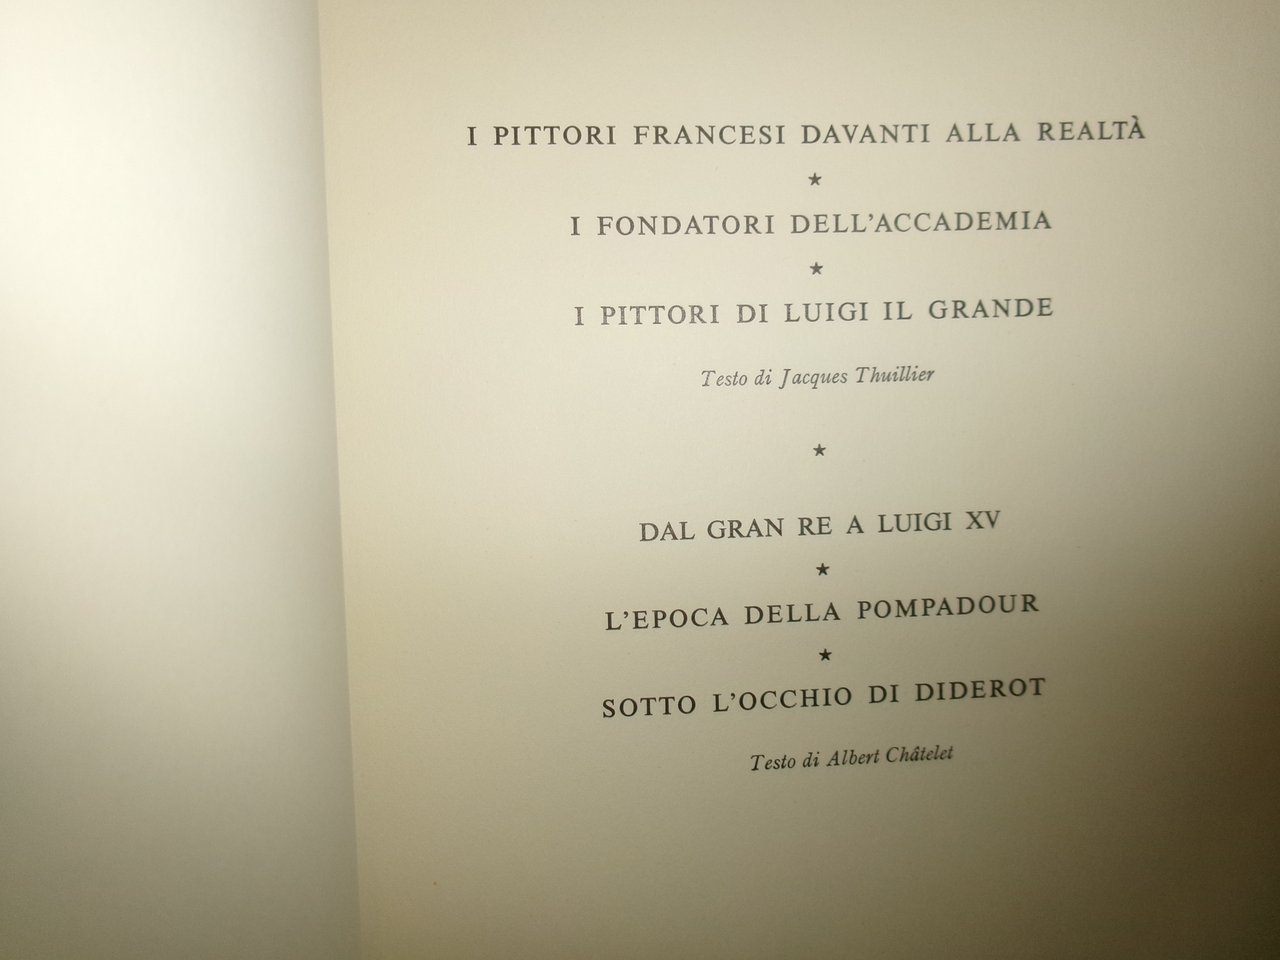 I PITTORI FRANCESI DAVANTI ALLA REALTÀ
★
I FONDATORI DELL'ACCADEMIA
★
I PITTORI DI LUIGI IL GRANDE
Testo di Jacques Thuillier
★
DAL GRAN RE A LUIGI XV
★
L'EPOCA DELLA POMPADOUR
★
SOTTO L'OCCHIO DI DIDEROT
Testo di Albert Châtelet